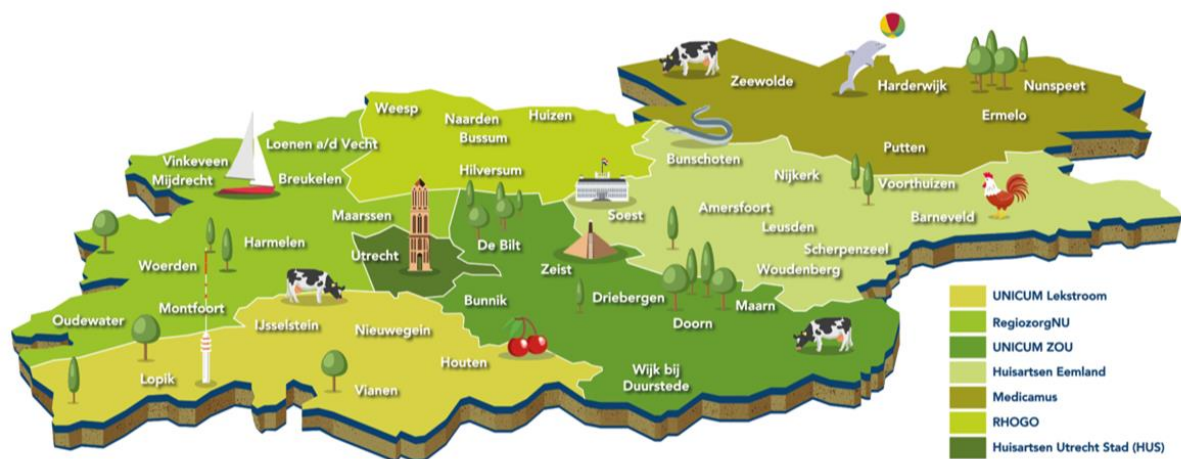 Zeewolde
Harderwijk
Nunspeet
Ermelo
Putten
Weesp
Naarden
Bussum
Huizen
Hilversum
Loenen a/d Vecht
Vinkeveen
Mijdrecht
Breukelen
Maarssen
Harmelen
Woerden
Montfoort
Oudewater
Utrecht
De Bilt
Zeist
Bunnik
Driebergen
Maarn
Doorn
Wijk bij
Duurstede
Bunschoten
Nijkerk
Voorthuizen
Barneveld
Soest
Amersfoort
Leusden
Scherpenzeel
Woudenberg
IJsselstein
Nieuwegein
Houten
Lopik
Vianen
UNICUM Lekstroom
RegiozorgNU
UNICUM ZOU
Huisartsen Eemland
Medicamus
RHOGO
Huisartsen Utrecht Stad (HUS)